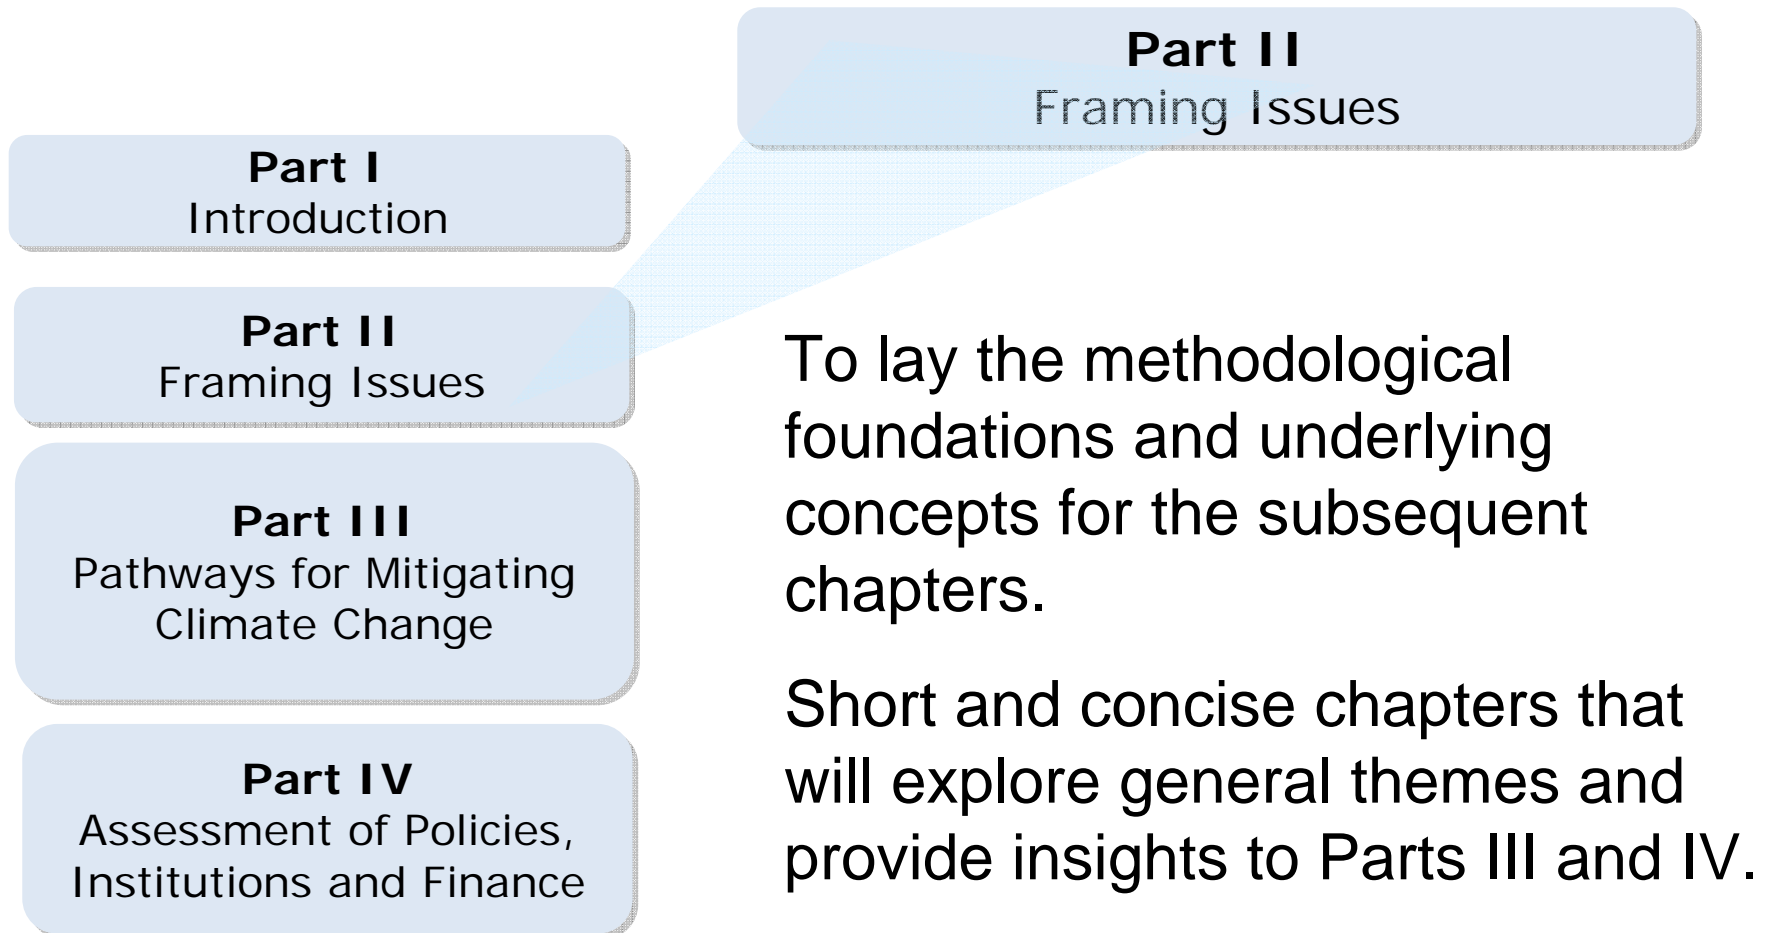 Part II
Framing Issues
Part I
Introduction
Part II
Framing Issues
Part III
Pathways for Mitigating
Climate Change
Part IV
Assessment of Policies,
Institutions and Finance
To lay the methodological
foundations and underlying
concepts for the subsequent
chapters.
Short and concise chapters that
will explore general themes and
provide insights to Parts III and IV.